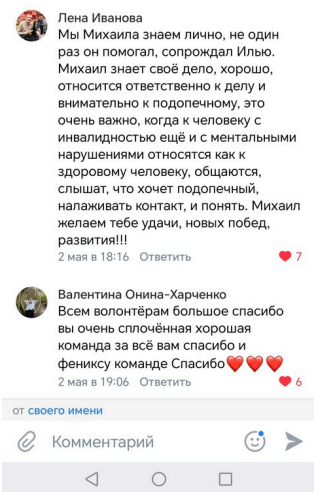 Лена Иванова
Мы Михаила знаем лично, не один
раз он помогал, сопрождал Илью.
Михаил знает своё дело, хорошо,
относится ответственно к делу и
внимательно к подопечному, это
очень важно, когда к человеку с
инвалидностью ещё и с ментальными
нарушениями относятся как к
здоровому человеку, общаются,
слышат, что хочет подопечный,
налаживать контакт, и понять. Михаил
желаем тебе удачи, новых побед,
развития!!!
2 мая в 18:16 Ответить 7
Валентина Онина-Харченко
Всем волонтёрам большое спасибо
вы очень сплочённая хорошая
команда за всё вам спасибо и
фениксу команде Спасибо❤️❤️❤️
2 мая в 19:06 Ответить 6
от своего имени
Комментарий